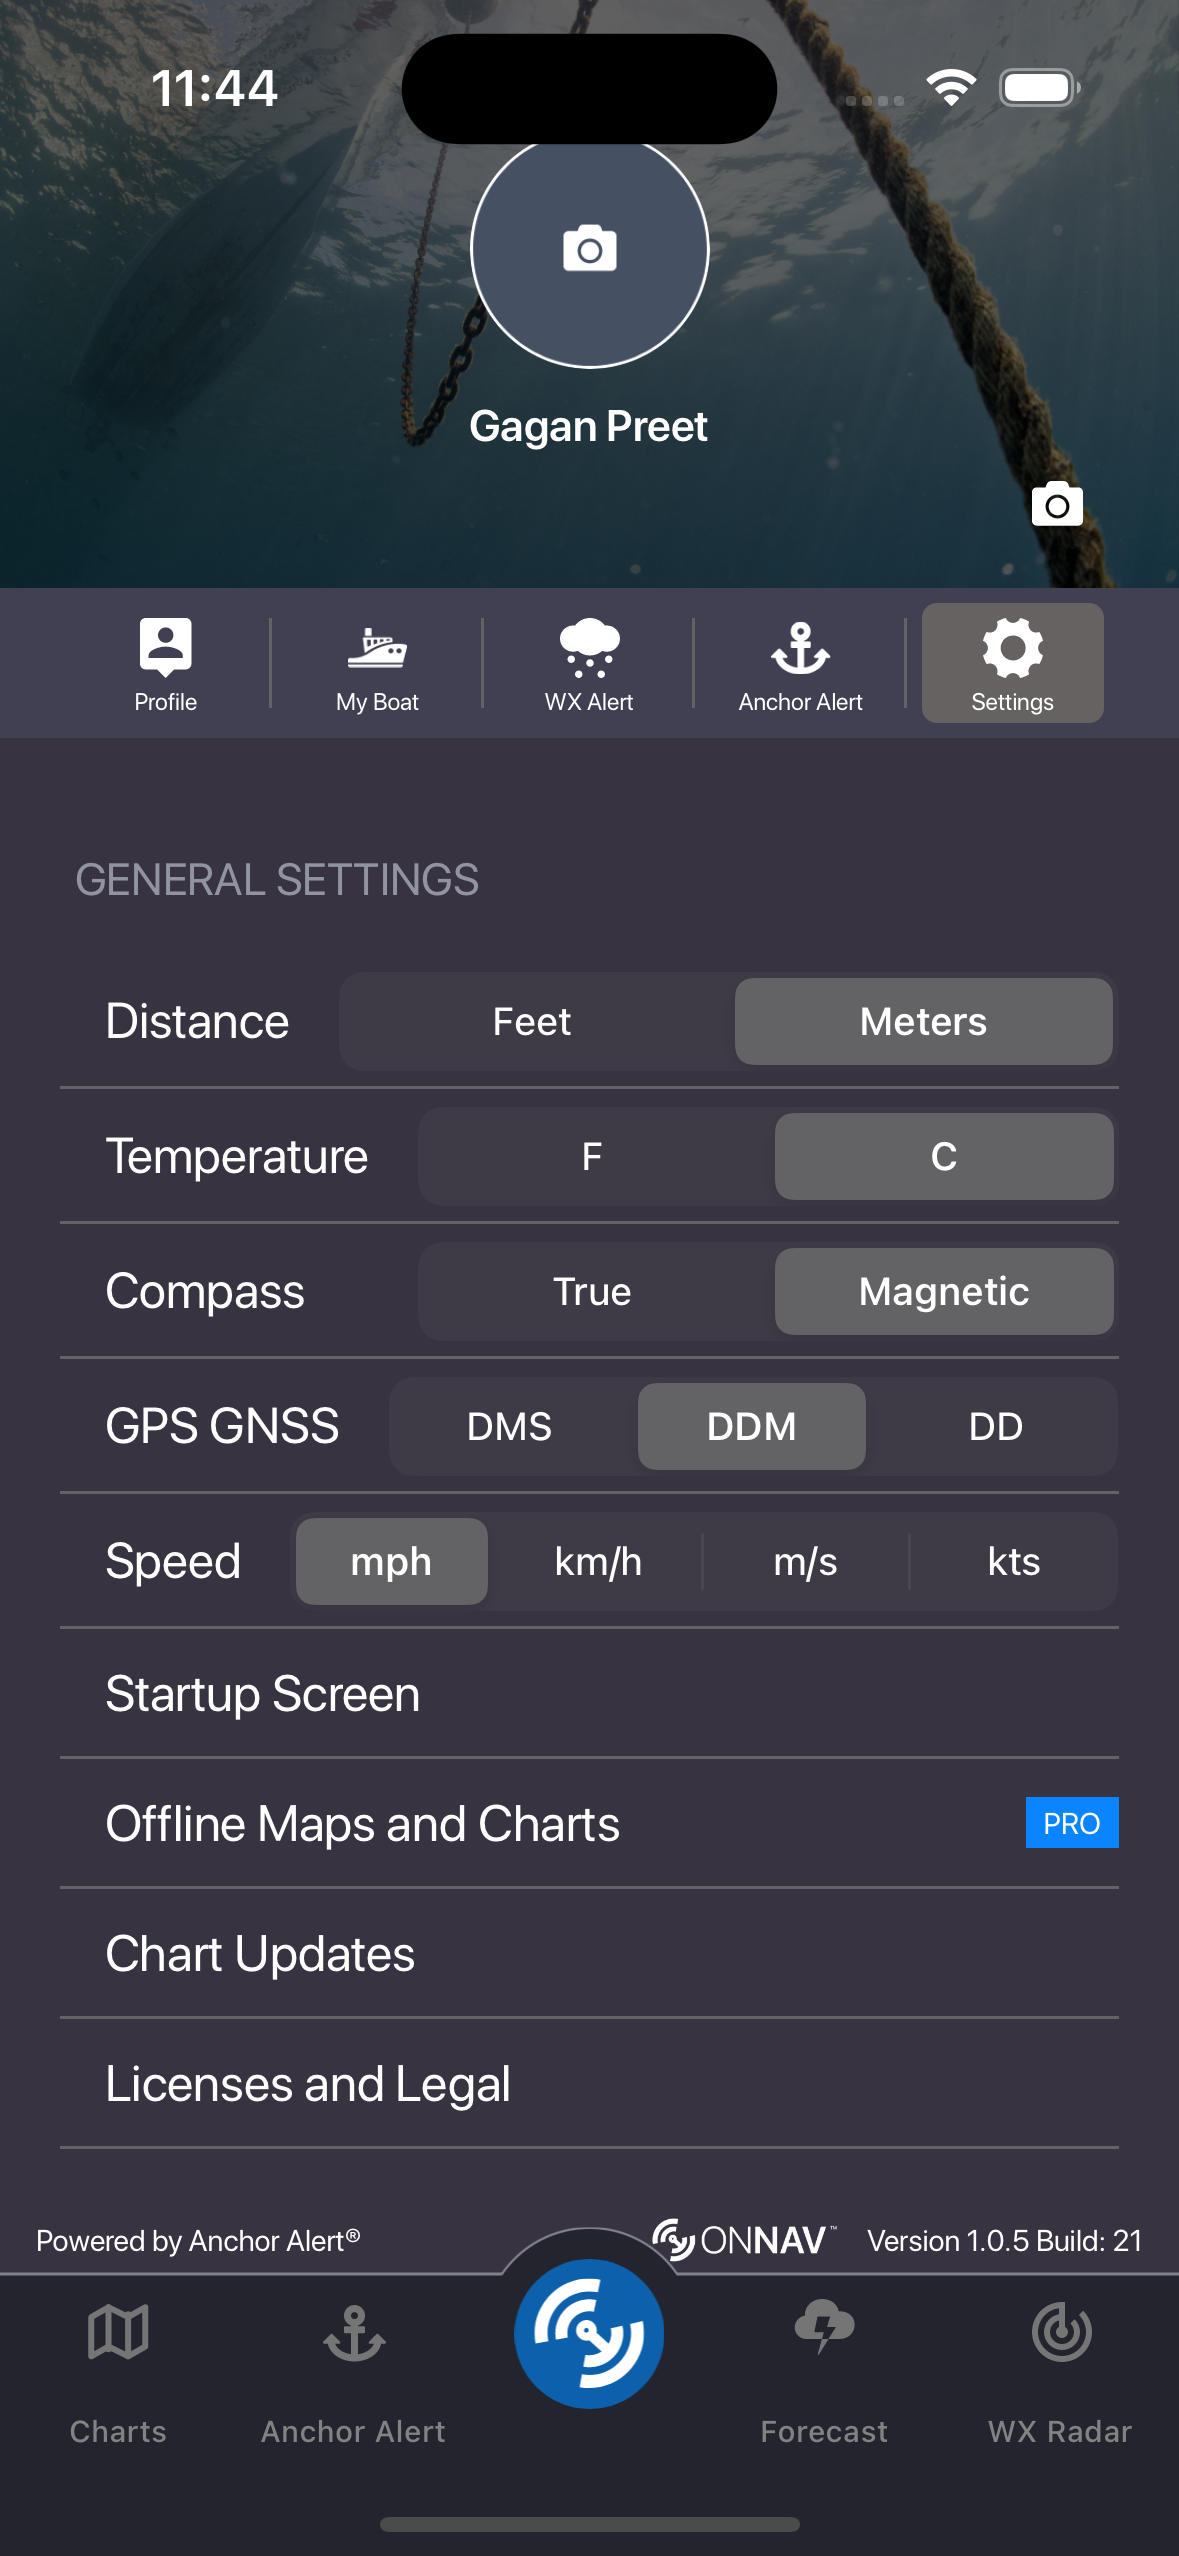 11:44
Gagan Preet
Profile
My Boat
WX Alert
Anchor Alert
Settings
GENERAL SETTINGS
Distance Feet Meters
Temperature F C
Compass True Magnetic
GPS GNSS DMS DDM DD
Speed mph km/h m/s kts
Startup Screen
Offline Maps and Charts PRO
Chart Updates
Licenses and Legal
Powered by Anchor Alert® ONNAV™ Version 1.0.5 Build: 21
Charts
Anchor Alert
Forecast
WX Radar